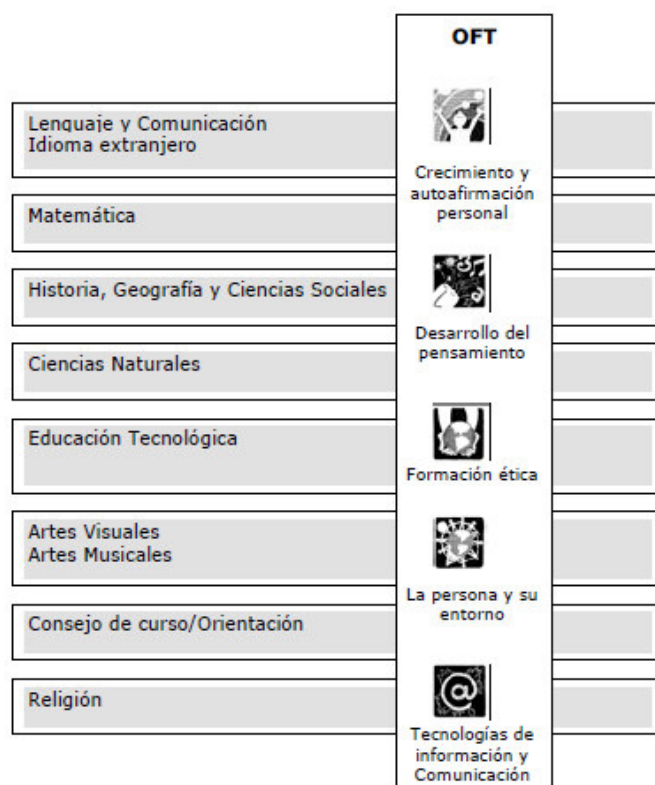 OFT
Lenguaje y Comunicación
Idioma extranjero
Crecimiento y
autoafirmación
personal
Matemática
Historia, Geografía y Ciencias Sociales
Desarrollo del
pensamiento
Ciencias Naturales
Educación Tecnológica
Formación ética
Artes Visuales
Artes Musicales
La persona y su
entorno
Consejo de curso/Orientación
Religión
@
Tecnologías de
información y
Comunicación